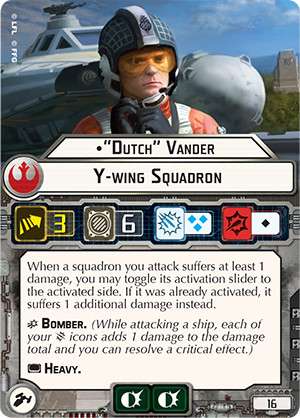 © LFL © FFG
•"Dutch" Vander
Y-wing Squadron
3 6
When a squadron you attack suffers at least 1
damage, you may toggle its activation slider to
the activated side. If it was already activated, it
suffers 1 additional damage instead.
Bomber. (While attacking a ship, each of
your icons adds 1 damage to the damage
total and you can resolve a critical effect.)
Heavy.
16